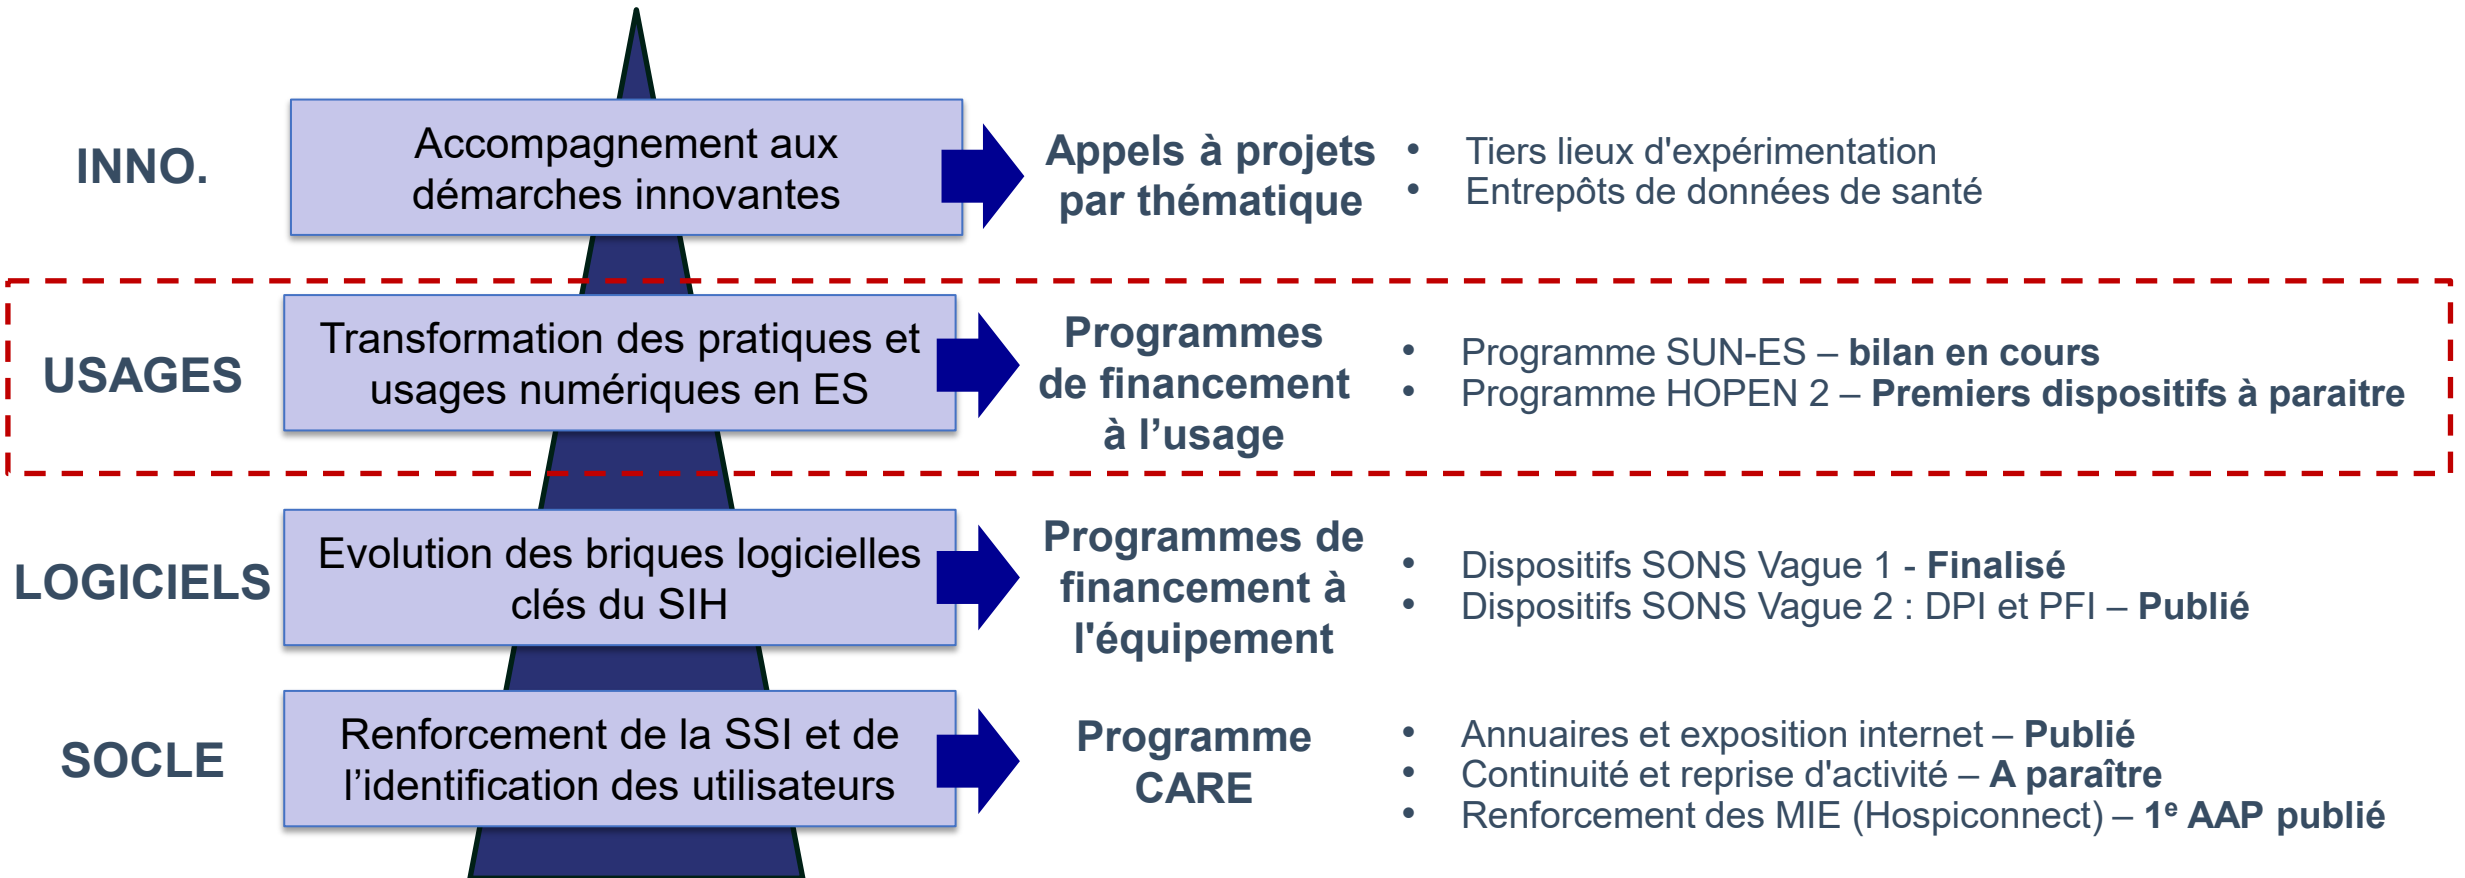 INNO.
Accompagnement aux
démarches innovantes
Appels à projets
par thématique
• Tiers lieux d'expérimentation
• Entrepôts de données de santé
USAGES
Transformation des pratiques et
usages numériques en ES
Programmes
de financement
à l’usage
• Programme SUN-ES – bilan en cours
• Programme HOPEN 2 – Premiers dispositifs à paraitre
LOGICIELS
Evolution des briques logicielles
clés du SIH
Programmes de
financement à
l'équipement
• Dispositifs SONS Vague 1 - Finalisé
• Dispositifs SONS Vague 2 : DPI et PFI – Publié
SOCLE
Renforcement de la SSI et de
l’identification des utilisateurs
Programme
CARE
• Annuaires et exposition internet – Publié
• Continuité et reprise d'activité – A paraître
• Renforcement des MIE (Hospiconnect) – 1ᵉ AAP publié